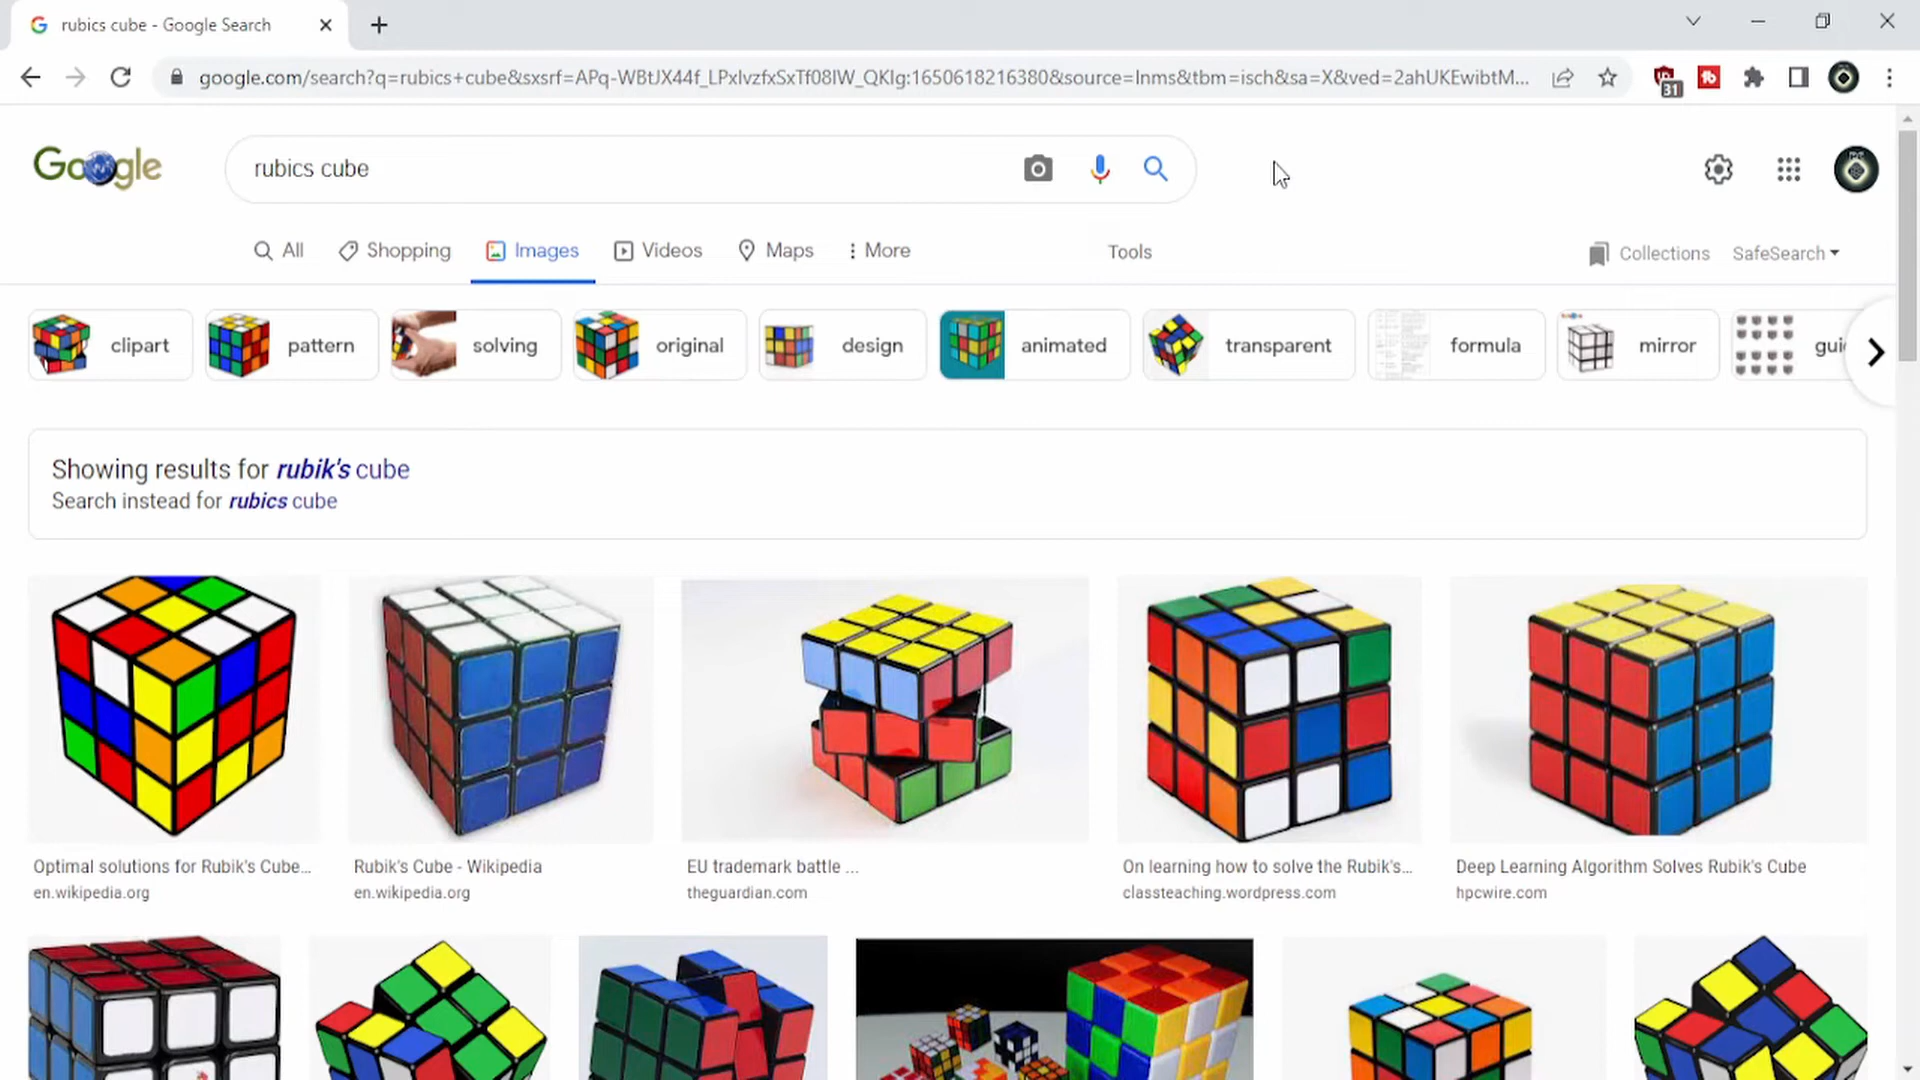 rubics cube - Google Search
google.com/search?q=rubics+cube&sxsrf=APq-WBtJX44f_LPxlvzfxSxTf08IW_QKlg:1650618216380&source=lnms&tbm=isch&sa=X&ved=2ahUKEwibtM...
31
Google
rubics cube
All Shopping Images Videos Maps More Tools Collections SafeSearch
clipart pattern solving original design animated transparent formula mirror gui
Showing results for rubik's cube
Search instead for rubics cube
Optimal solutions for Rubik's Cube... Rubik's Cube - Wikipedia EU trademark battle ... On learning how to solve the Rubik's... Deep Learning Algorithm Solves Rubik's Cube
en.wikipedia.org en.wikipedia.org theguardian.com classteaching.wordpress.com hpcwire.com